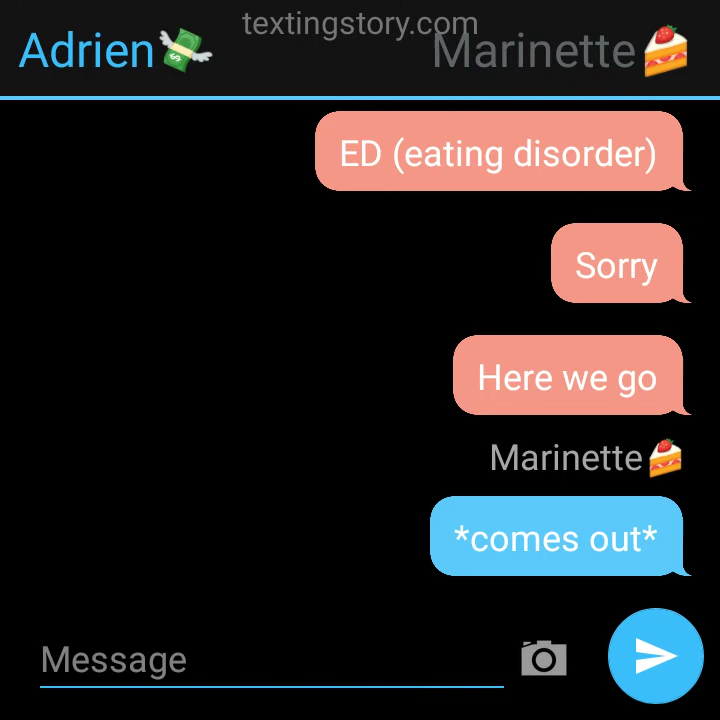 textingstory.com
Adrien💸 Marinette🍰
ED (eating disorder)
Sorry
Here we go
Marinette🍰
*comes out*
Message